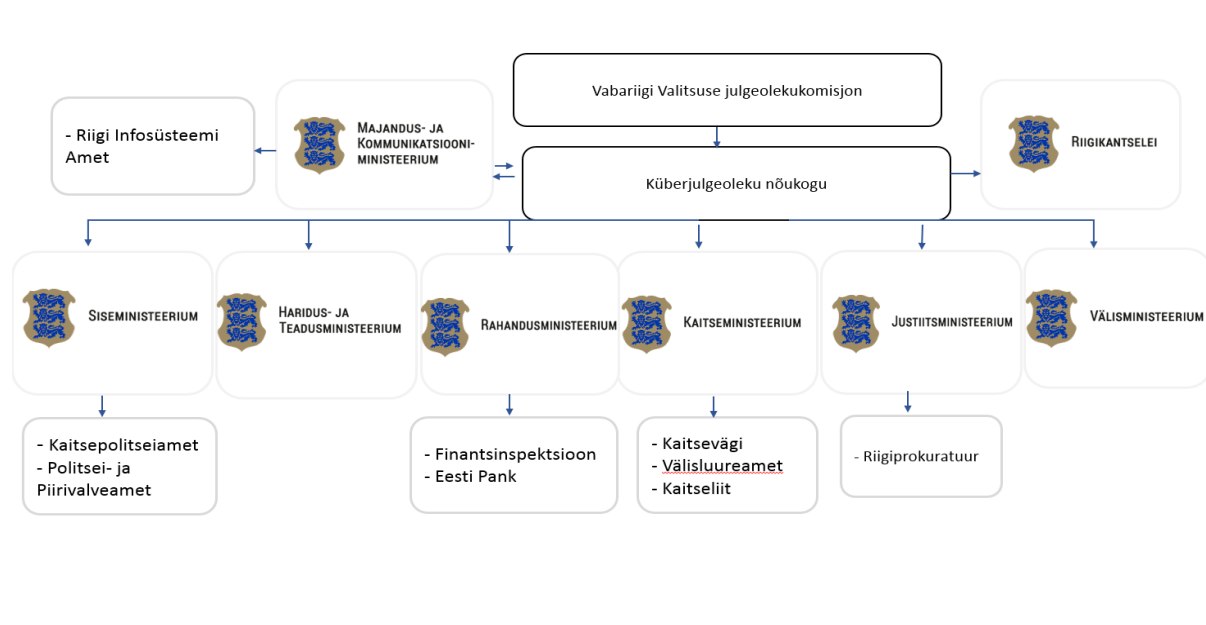 Vabariigi Valitsuse julgeolekukomisjon
- Riigi Infosüsteemi
Amet
MAJANDUS- JA
KOMMUNIKATSIOONI-
MINISTEERIUM
Küberjulgeoleku nõukogu
RIIGIKANTSELEI
SISEMINISTEERIUM
HARIDUS- JA
TEADUSMINISTEERIUM
RAHANDUSMINISTEERIUM
KAITSEMINISTEERIUM
JUSTIITSMINISTEERIUM
VÄLISMINISTEERIUM
- Kaitsepolitseiamet
- Politsei- ja
Piirivalveamet
- Finantsinspektsioon
- Eesti Pank
- Kaitsevägi
- Välisluureamet
- Kaitseliit
- Riigiprokuratuur